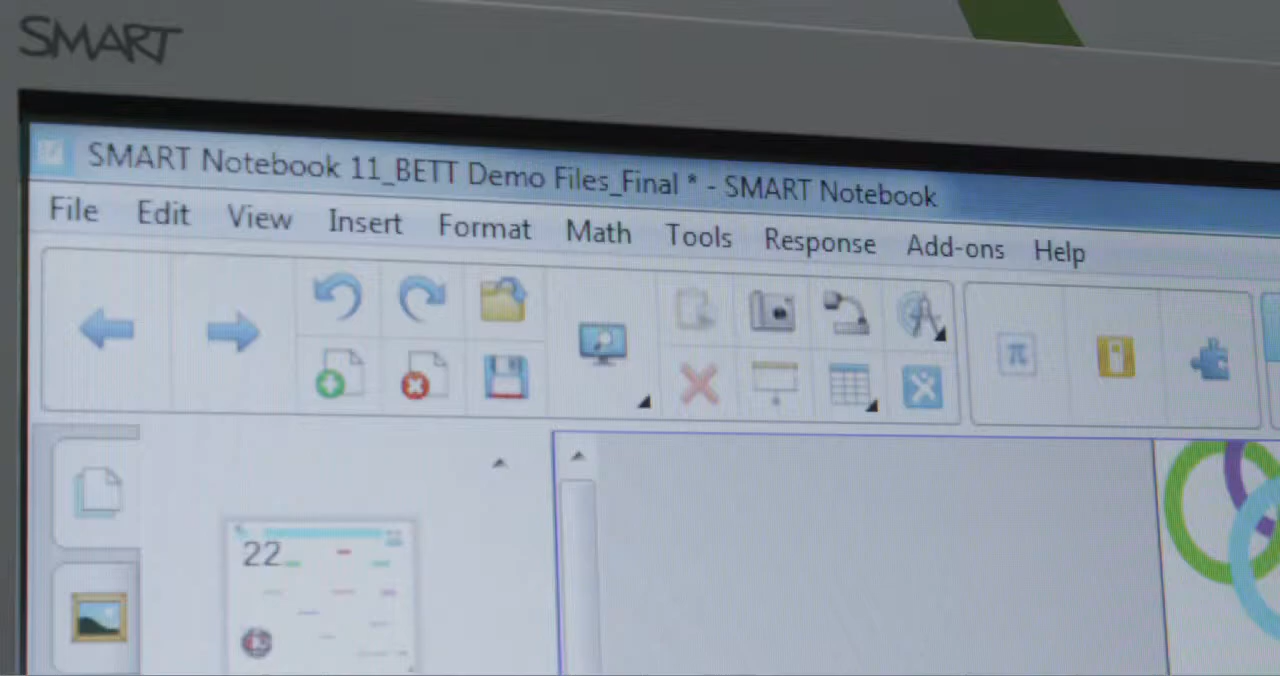 SMART
SMART Notebook 11_BETT Demo Files_Final * - SMART Notebook
File Edit View Insert Format Math Tools Response Add-ons Help
π
22